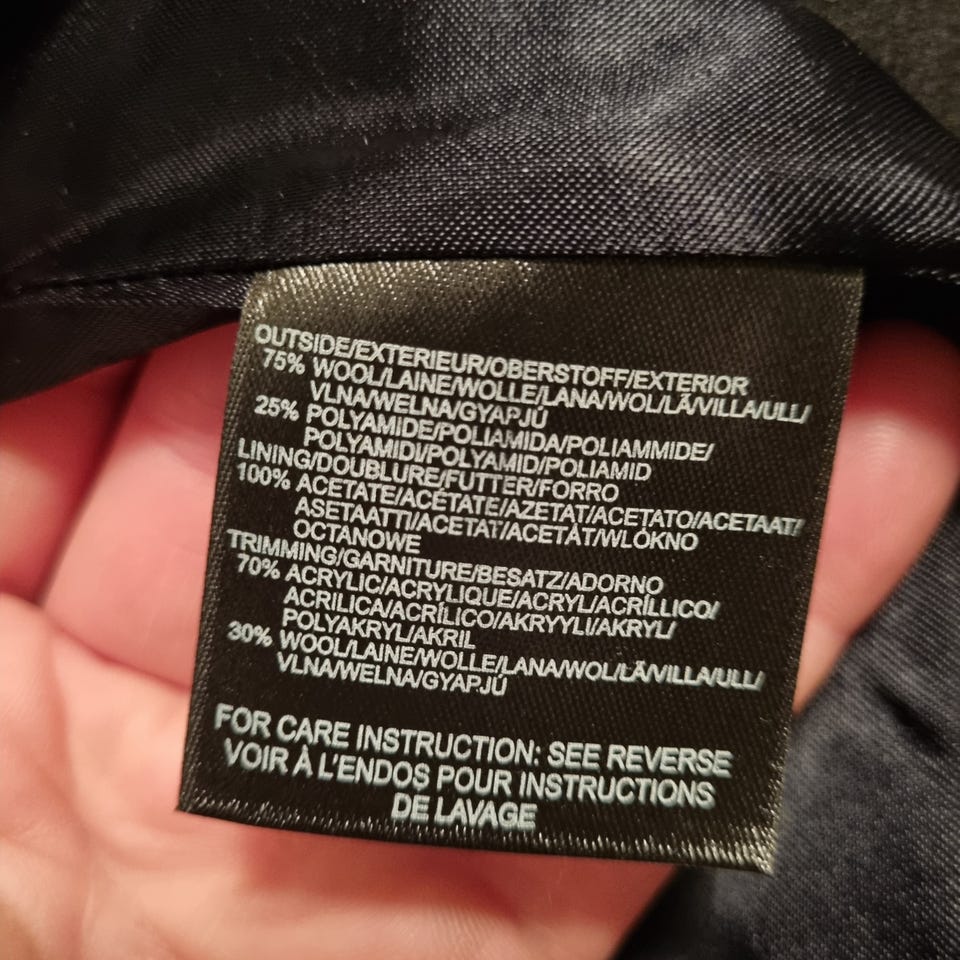 OUTSIDE/EXTERIEUR/OBERSTOFF/EXTERIOR
75% WOOL/LAINE/WOLLE/LANA/WOL/LÃ/VILLA/ULL/
VLNA/WELNA/GYAPJÚ
25% POLYAMIDE/POLIAMIDA/POLIAMMIDE/
POLYAMIDI/POLYAMID/POLIAMID
LINING/DOUBLURE/FUTTER/FORRO
100% ACETATE/ACÉTATE/AZETAT/ACETATO/ACETAAT/
ASETAATTI/ACETAT/ACETÁT/WLÓKNO
OCTANOWE
TRIMMING/GARNITURE/BESATZ/ADORNO
70% ACRYLIC/ACRYLIQUE/ACRYL/ACRÍLLICO/
ACRILICA/ACRÍLICO/AKRYYLI/AKRYL/
POLYAKRYL/AKRIL
30% WOOL/LAINE/WOLLE/LANA/WOL/LÃ/VILLA/ULL/
VLNA/WELNA/GYAPJÚ
FOR CARE INSTRUCTION: SEE REVERSE
VOIR À L'ENDOS POUR INSTRUCTIONS
DE LAVAGE